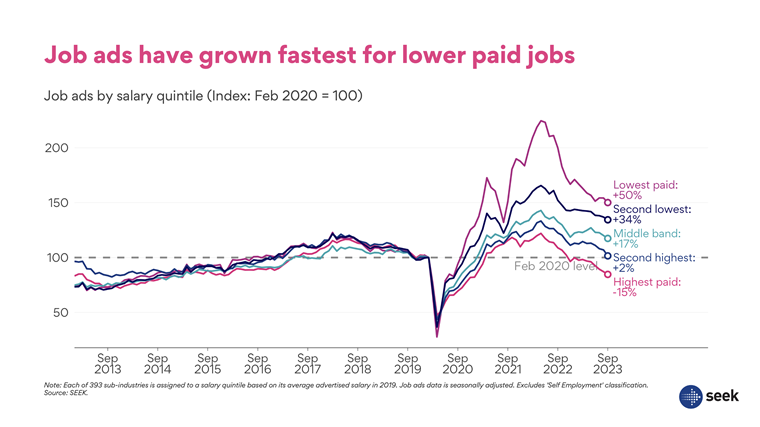 Job ads have grown fastest for lower paid jobs
Job ads by salary quintile (Index: Feb 2020 = 100)
200
150
100
50
Lowest paid:
+50%
Second lowest:
+34%
Middle band:
+17%
Second highest:
+2%
Highest paid:
-15%
Feb 2020 level
Sep Sep Sep Sep Sep Sep Sep Sep Sep Sep Sep
2013 2014 2015 2016 2017 2018 2019 2020 2021 2022 2023
Note: Each of 393 sub-industries is assigned to a salary quintile based on its average advertised salary in 2019. Job ads data is seasonally adjusted. Excludes 'Self Employment' classification.
Source: SEEK.
seek